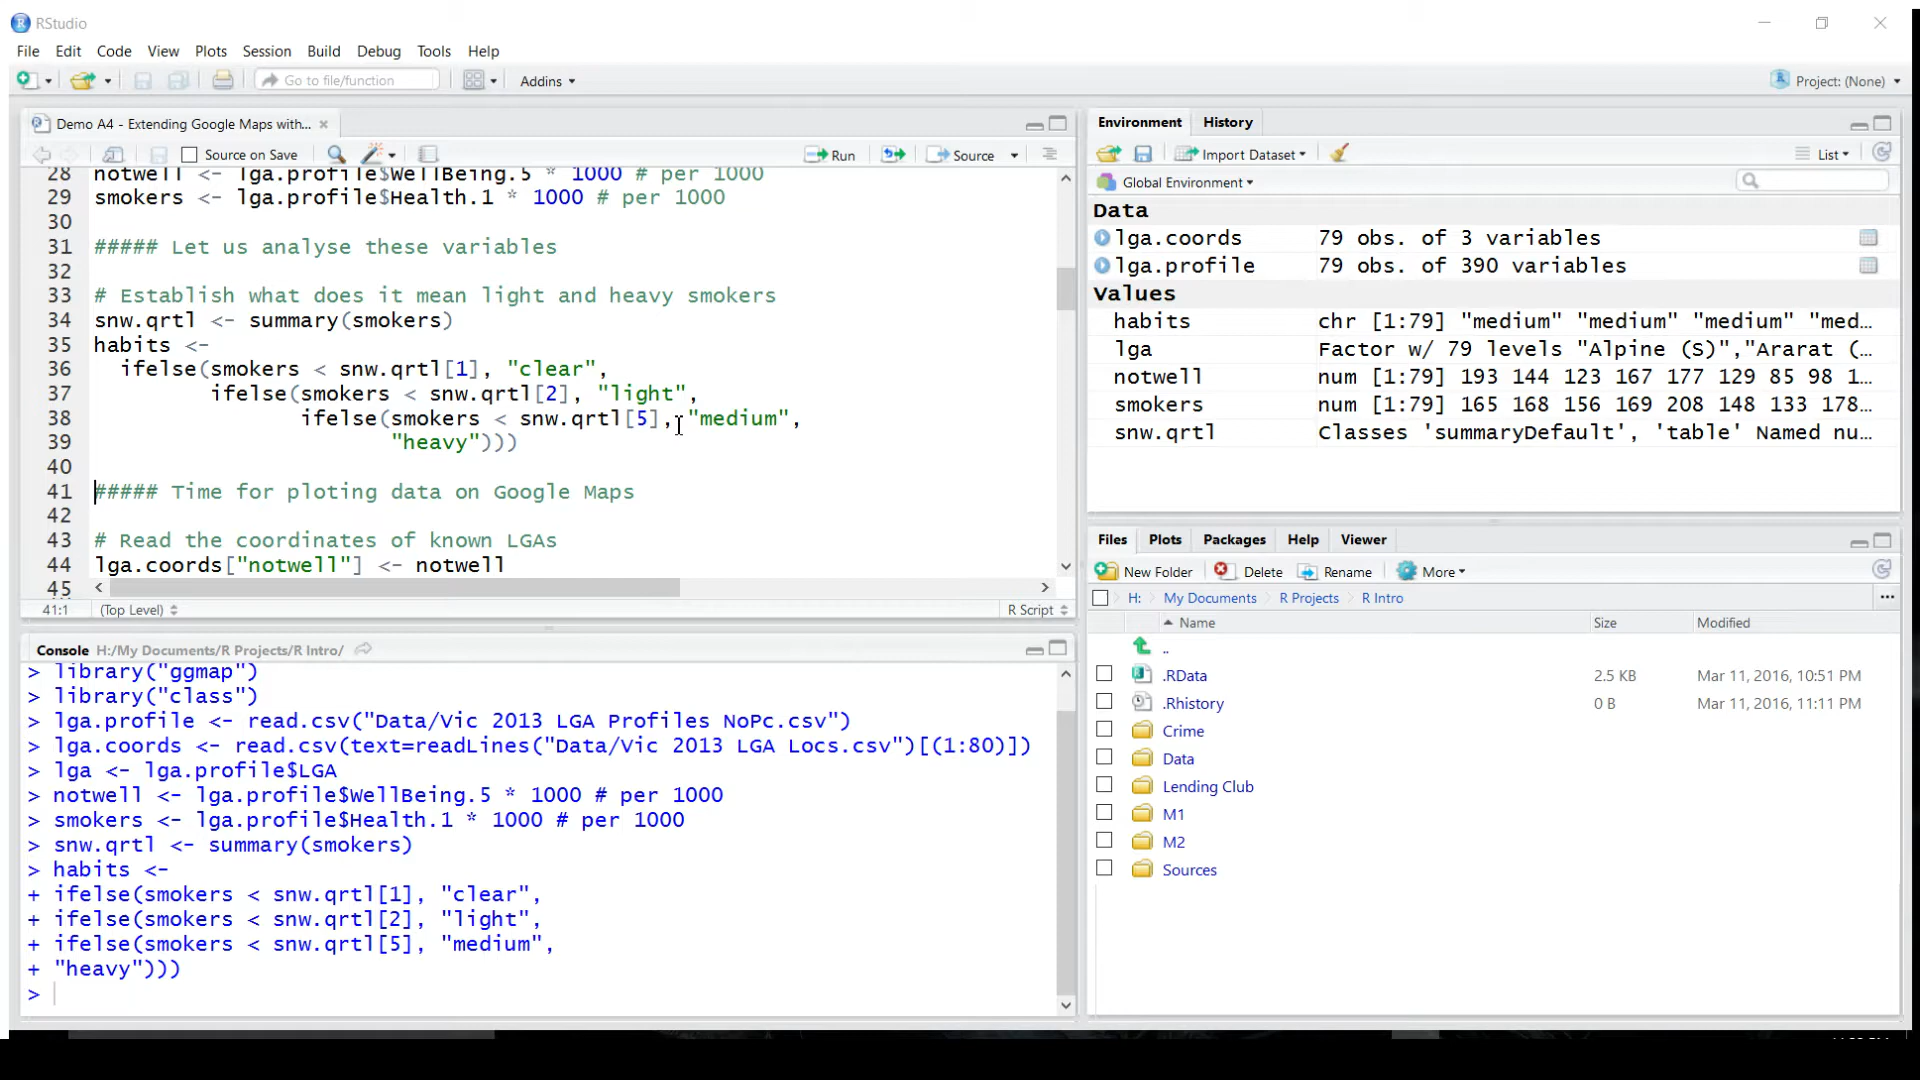 RStudio
File Edit Code View Plots Session Build Debug Tools Help
Go to file/function Addins Project: (None)
Demo A4 - Extending Google Maps with...
Source on Save Run Source
28 notwell <- lga.profile$WellBeing.5 * 1000 # per 1000
29 smokers <- lga.profile$Health.1 * 1000 # per 1000
30
31 ##### Let us analyse these variables
32
33 # Establish what does it mean light and heavy smokers
34 snw.qrtl <- summary(smokers)
35 habits <-
36 ifelse(smokers < snw.qrtl[1], "clear",
37 ifelse(smokers < snw.qrtl[2], "light",
38 ifelse(smokers < snw.qrtl[5], "medium",
39 "heavy")))
40
41 ##### Time for ploting data on Google Maps
42
43 # Read the coordinates of known LGAs
44 lga.coords["notwell"] <- notwell
45
41:1 (Top Level) R Script
Console H:/My Documents/R Projects/R Intro/
> library("ggmap")
> library("class")
> lga.profile <- read.csv("Data/Vic 2013 LGA Profiles NoPc.csv")
> lga.coords <- read.csv(text=readLines("Data/Vic 2013 LGA Locs.csv")[(1:80)])
> lga <- lga.profile$LGA
> notwell <- lga.profile$WellBeing.5 * 1000 # per 1000
> smokers <- lga.profile$Health.1 * 1000 # per 1000
> snw.qrtl <- summary(smokers)
> habits <-
+ ifelse(smokers < snw.qrtl[1], "clear",
+ ifelse(smokers < snw.qrtl[2], "light",
+ ifelse(smokers < snw.qrtl[5], "medium",
+ "heavy")))
>
Environment History
Import Dataset List
Global Environment
Data
lga.coords 79 obs. of 3 variables
lga.profile 79 obs. of 390 variables
Values
habits chr [1:79] "medium" "medium" "medium" "med...
lga Factor w/ 79 levels "Alpine (S)","Ararat (...
notwell num [1:79] 193 144 123 167 177 129 85 98 1...
smokers num [1:79] 165 168 156 169 208 148 133 178...
snw.qrtl Classes 'summaryDefault', 'table' Named nu...
Files Plots Packages Help Viewer
New Folder Delete Rename More
H: My Documents R Projects R Intro ...
Name Size Modified
..
.RData 2.5 KB Mar 11, 2016, 10:51 PM
.Rhistory 0 B Mar 11, 2016, 11:11 PM
Crime
Data
Lending Club
M1
M2
Sources